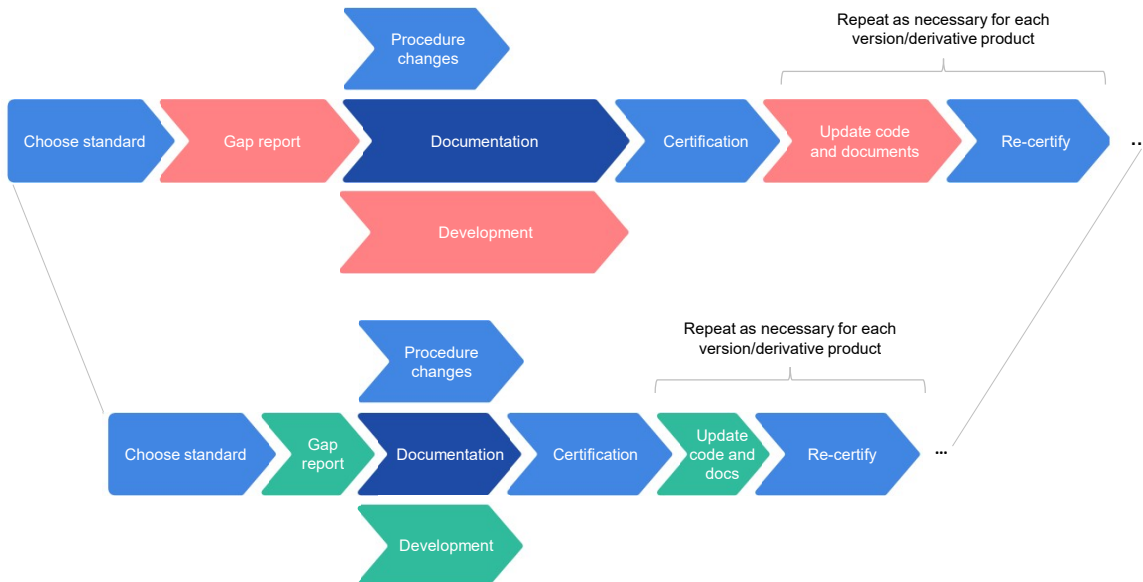 Procedure
changes
Repeat as necessary for each
version/derivative product
Choose standard
Gap report
Documentation
Certification
Update code
and documents
Re-certify
..
Development
Procedure
changes
Repeat as necessary for each
version/derivative product
Choose standard
Gap
report
Documentation
Certification
Update
code and
docs
Re-certify
...
Development